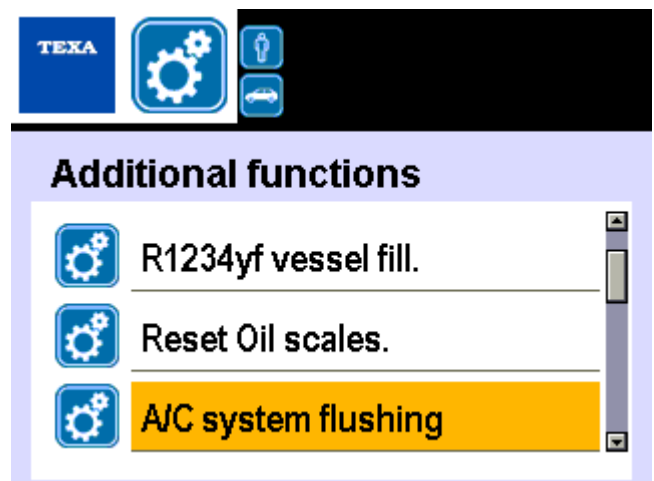 TEXA
Additional functions
R1234yf vessel fill.
Reset Oil scales.
A/C system flushing